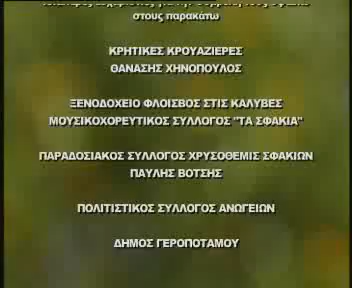 στους παρακάτω
ΚΡΗΤΙΚΕΣ ΚΡΟΥΑΖΙΕΡΕΣ
ΘΑΝΑΣΗΣ ΧΗΝΟΠΟΥΛΟΣ
ΞΕΝΟΔΟΧΕΙΟ ΦΛΟΙΣΒΟΣ ΣΤΙΣ ΚΑΛΥΒΕΣ
ΜΟΥΣΙΚΟΧΟΡΕΥΤΙΚΟΣ ΣΥΛΛΟΓΟΣ "ΤΑ ΣΦΑΚΙΑ"
ΠΑΡΑΔΟΣΙΑΚΟΣ ΣΥΛΛΟΓΟΣ ΧΡΥΣΟΘΕΜΙΣ ΣΦΑΚΙΩΝ
ΠΑΥΛΗΣ ΒΟΤΣΗΣ
ΠΟΛΙΤΙΣΤΙΚΟΣ ΣΥΛΛΟΓΟΣ ΑΝΩΓΕΙΩΝ
ΔΗΜΟΣ ΓΕΡΟΠΟΤΑΜΟΥ